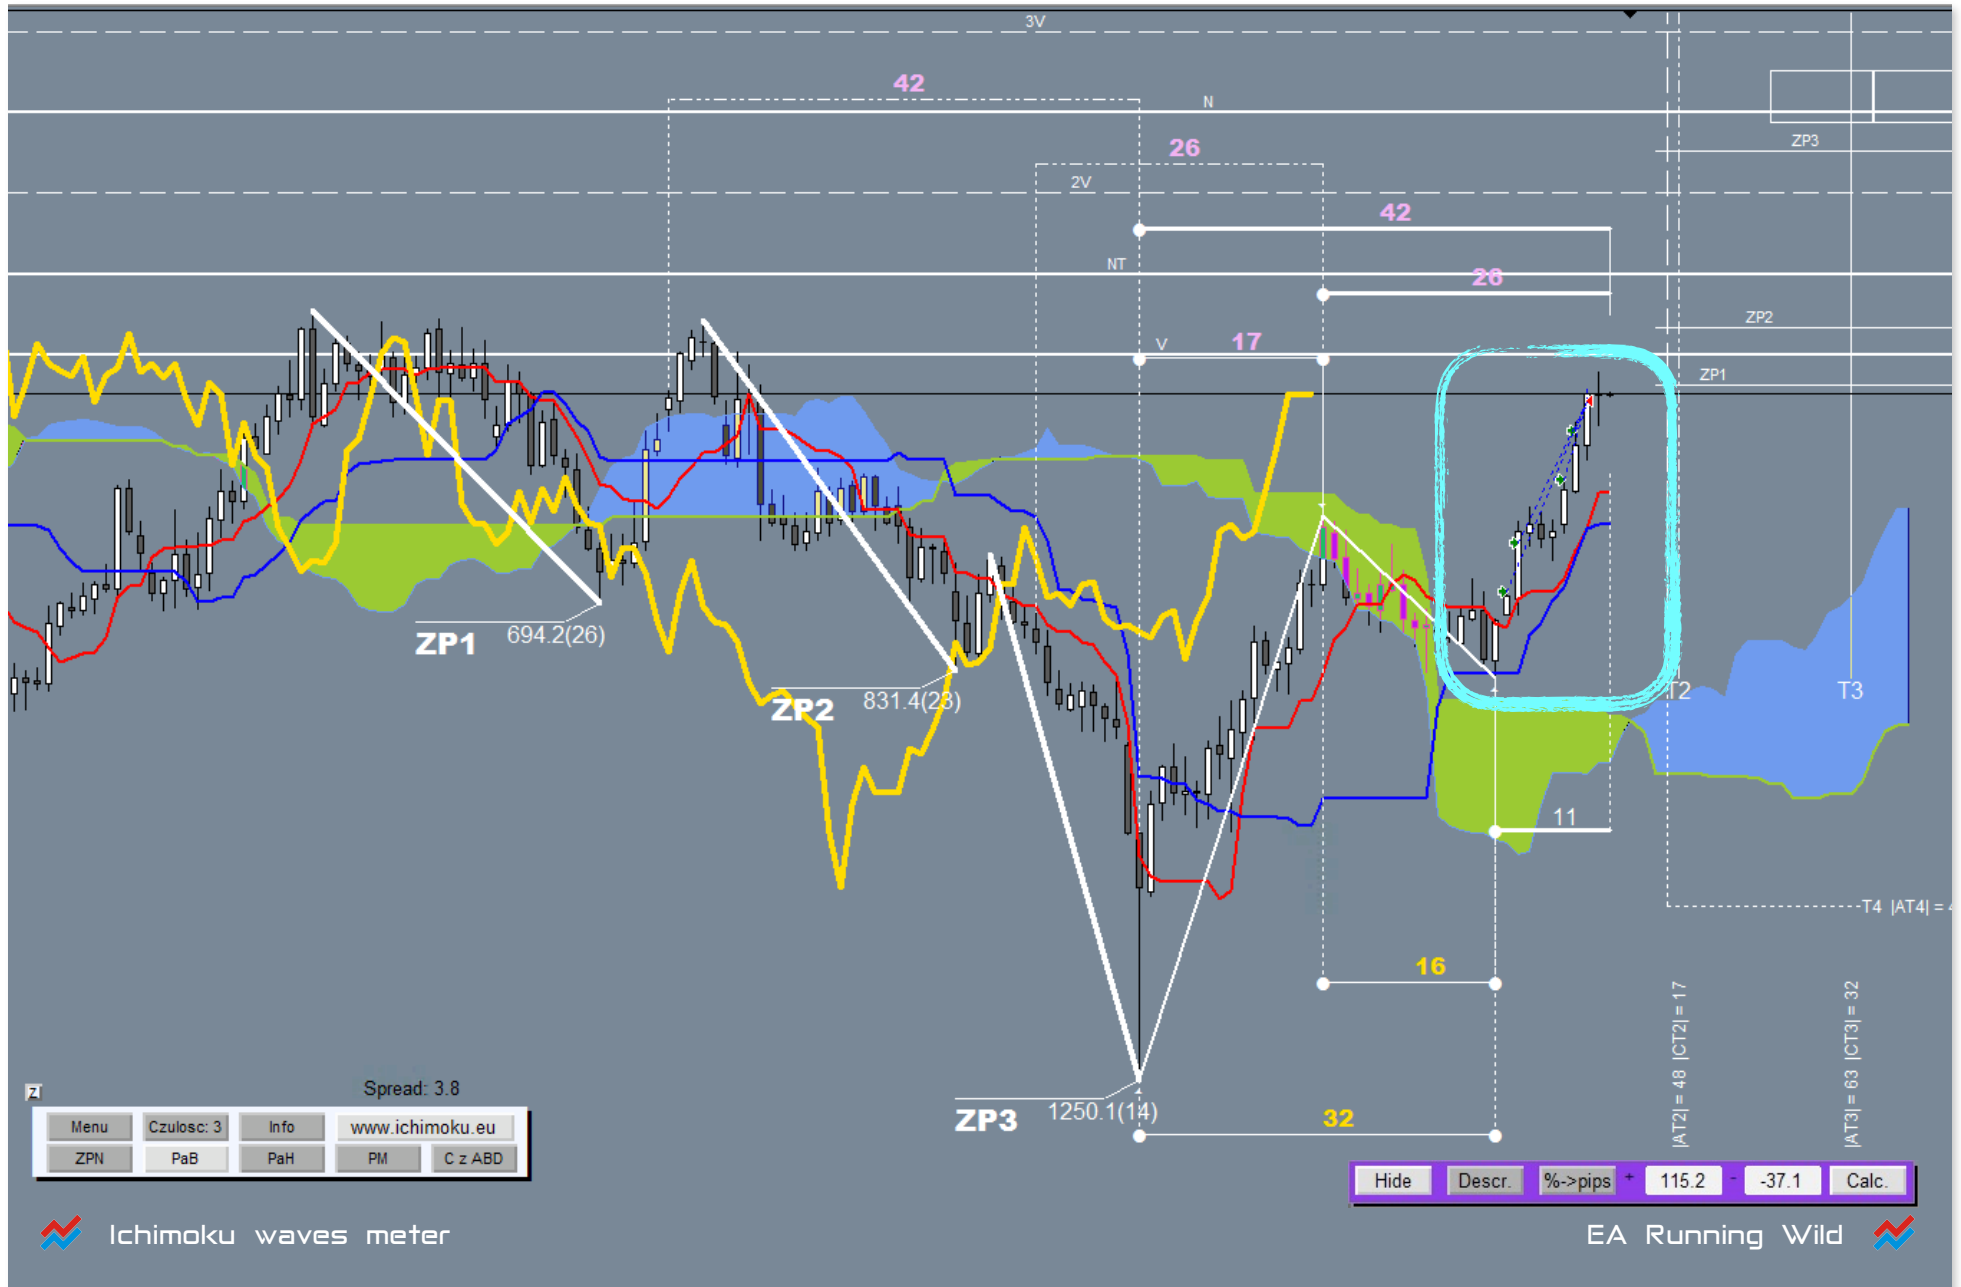 3V
42
N
ZP3
26
2V
42
NT
26
ZP2
V
17
ZP1
ZP1
694.2(26)
ZP2
831.4(23)
T2
T3
11
T4 |AT4| =
16
ZP3
1250.1(14)
32
|AT2| = 48 |CT2| = 17
|AT3| = 63 |CT3| = 32
Z
Spread: 3.8
Menu
Czulosc: 3
Info
www.ichimoku.eu
ZPN
PaB
PaH
PM
C z ABD
Hide
Descr.
%->pips
+
115.2
-
-37.1
Calc.
Ichimoku waves meter
EA Running Wild